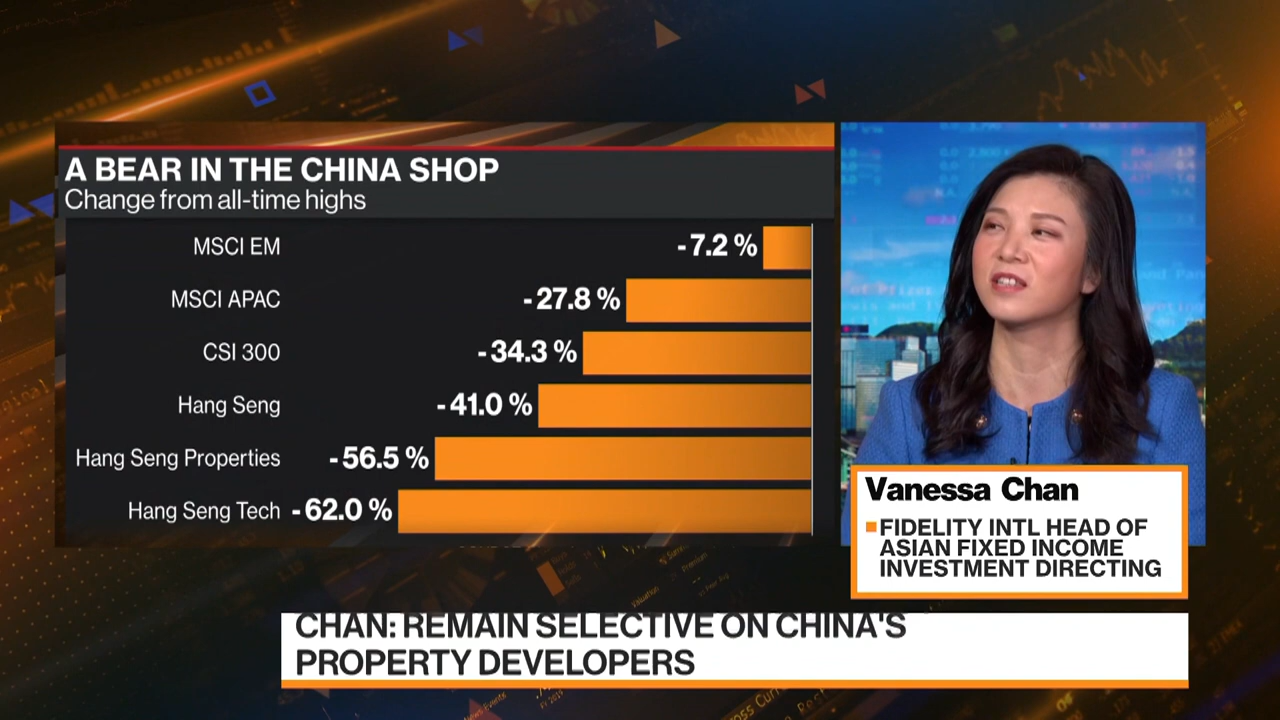 A BEAR IN THE CHINA SHOP
Change from all-time highs
MSCI EM -7.2 %
MSCI APAC -27.8 %
CSI 300 -34.3 %
Hang Seng -41.0 %
Hang Seng Properties -56.5 %
Hang Seng Tech -62.0 %
Vanessa Chan
FIDELITY INTL HEAD OF
ASIAN FIXED INCOME
INVESTMENT DIRECTING
CHAN: REMAIN SELECTIVE ON CHINA'S
PROPERTY DEVELOPERS